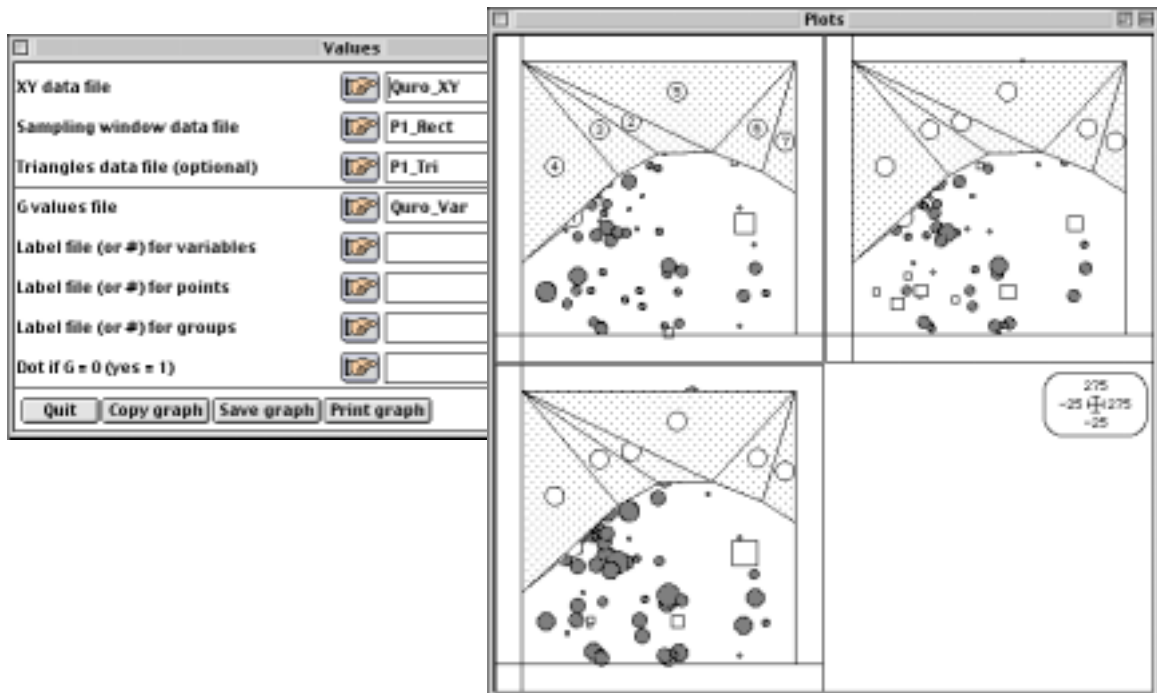 Values
XY data file
Quro_XY
Sampling window data file
P1_Rect
Triangles data file (optional)
P1_Tri
G values file
Quro_Var
Label file (or #) for variables
Label file (or #) for points
Label file (or #) for groups
Dot if G = 0 (yes = 1)
Quit Copy graph Save graph Print graph
Plots
5
3 2 6 7
4
275
-25 275
-25